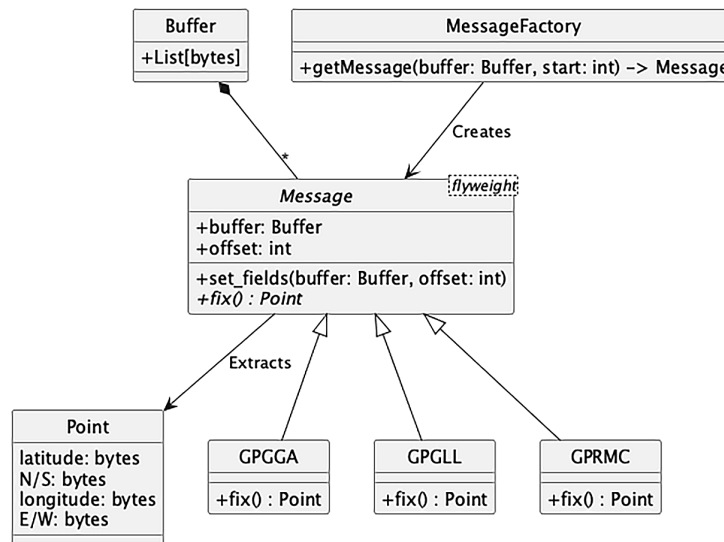 Buffer
+List[bytes]
MessageFactory
+getMessage(buffer: Buffer, start: int) -> Message
Creates
*
Message
flyweight
+buffer: Buffer
+offset: int
+set_fields(buffer: Buffer, offset: int)
+fix() : Point
Extracts
Point
latitude: bytes
N/S: bytes
longitude: bytes
E/W: bytes
GPGGA
+fix() : Point
GPGLL
+fix() : Point
GPRMC
+fix() : Point